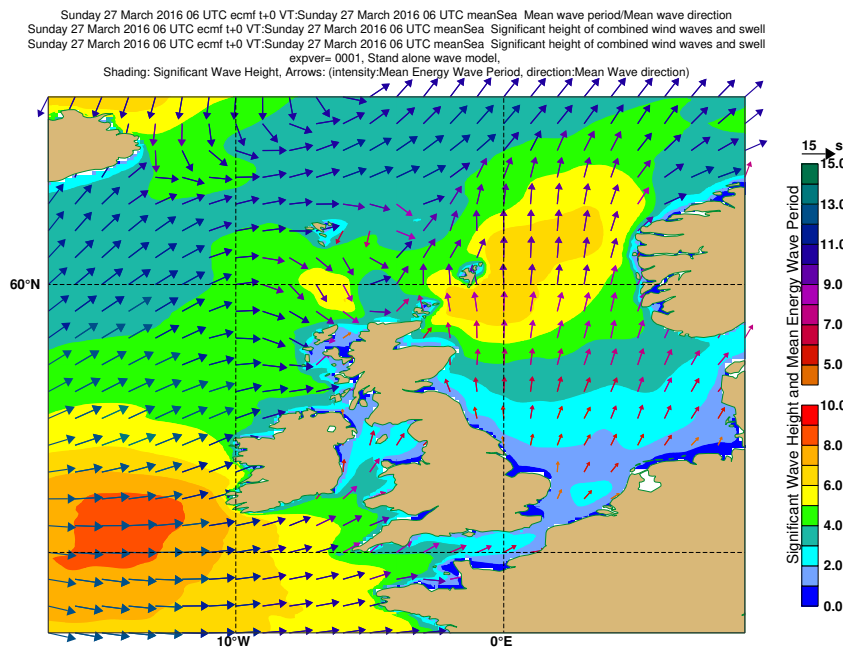 Sunday 27 March 2016 06 UTC ecmf t+0 VT:Sunday 27 March 2016 06 UTC meanSea Mean wave period/Mean wave direction
Sunday 27 March 2016 06 UTC ecmf t+0 VT:Sunday 27 March 2016 06 UTC meanSea Significant height of combined wind waves and swell
Sunday 27 March 2016 06 UTC ecmf t+0 VT:Sunday 27 March 2016 06 UTC meanSea Significant height of combined wind waves and swell
expver= 0001, Stand alone wave model,
Shading: Significant Wave Height, Arrows: (intensity:Mean Energy Wave Period, direction:Mean Wave direction)
15 s
15.0
13.0
11.0
9.0
7.0
5.0
10.0
8.0
6.0
4.0
2.0
0.0
Significant Wave Height and Mean Energy Wave Period
60°N
10°W
0°E